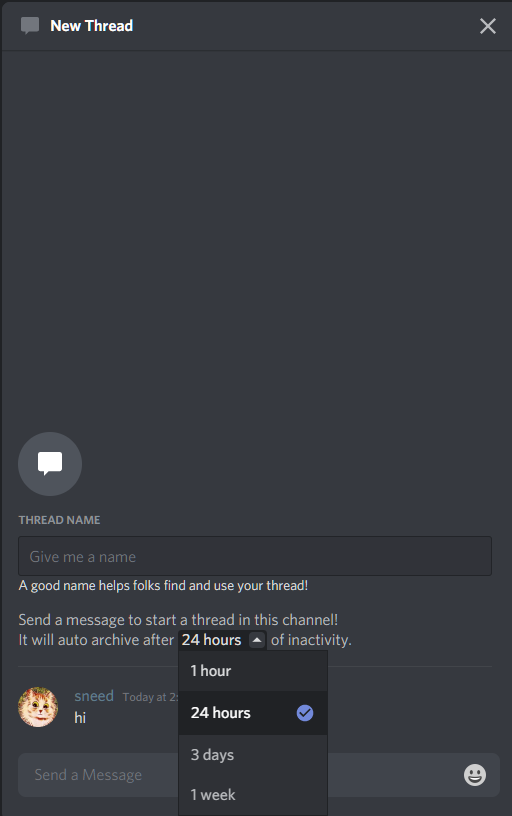 New Thread
THREAD NAME
Give me a name
A good name helps folks find and use your thread!
Send a message to start a thread in this channel!
It will auto archive after 24 hours of inactivity.
1 hour
24 hours
3 days
1 week
sneed Today at 2:
hi
Send a Message